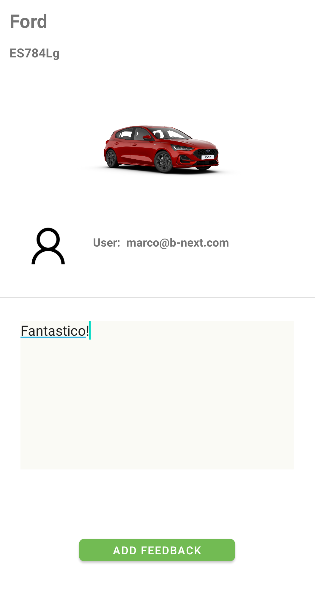 Ford
ES784Lg
User: marco@b-next.com
Fantastico!
ADD FEEDBACK